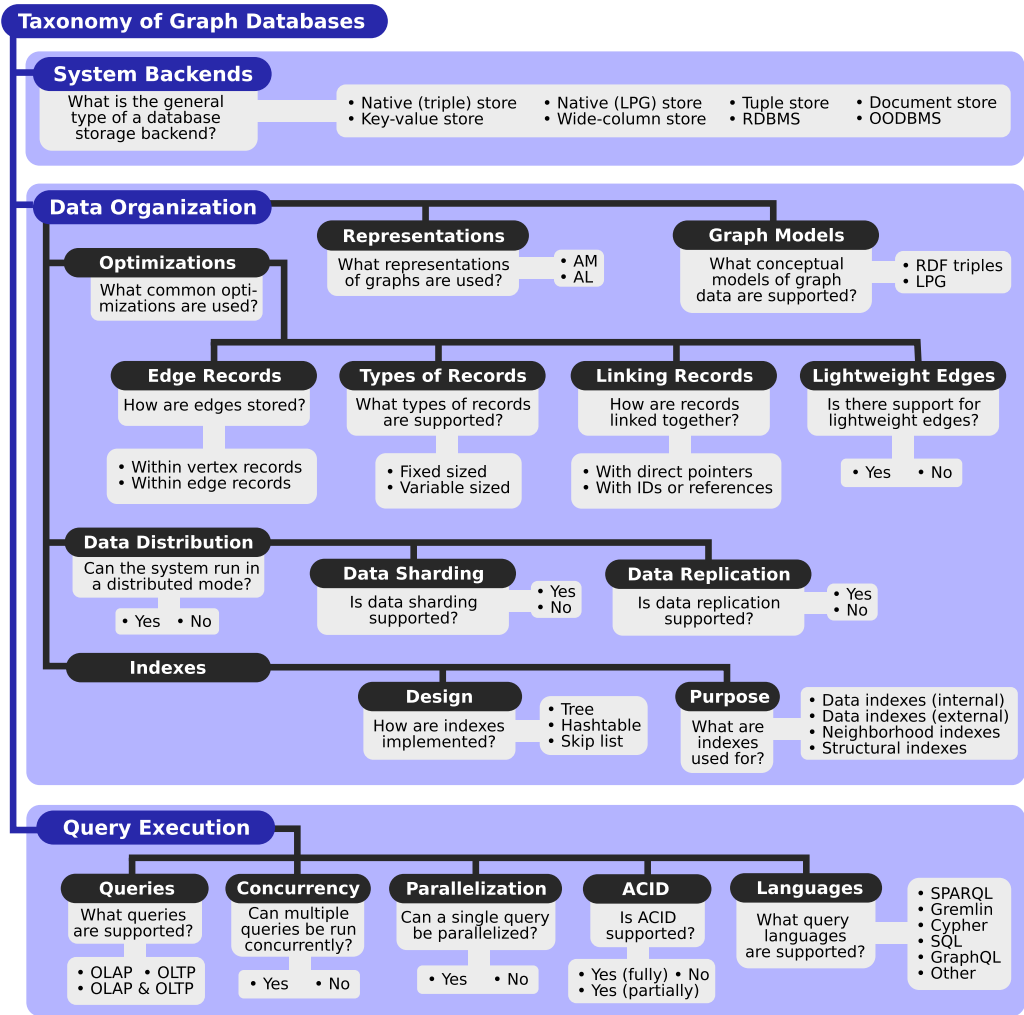 Taxonomy of Graph Databases
System Backends
What is the general
type of a database
storage backend?
• Native (triple) store • Native (LPG) store • Tuple store • Document store
• Key-value store • Wide-column store • RDBMS • OODBMS
Data Organization
Representations
What representations
of graphs are used?
• AM
• AL
Graph Models
What conceptual
models of graph
data are supported?
• RDF triples
• LPG
Optimizations
What common opti-
mizations are used?
Edge Records
How are edges stored?
• Within vertex records
• Within edge records
Types of Records
What types of records
are supported?
• Fixed sized
• Variable sized
Linking Records
How are records
linked together?
• With direct pointers
• With IDs or references
Lightweight Edges
Is there support for
lightweight edges?
• Yes • No
Data Distribution
Can the system run in
a distributed mode?
• Yes • No
Data Sharding
Is data sharding
supported?
• Yes
• No
Data Replication
Is data replication
supported?
• Yes
• No
Indexes
Design
How are indexes
implemented?
• Tree
• Hashtable
• Skip list
Purpose
What are
indexes
used for?
• Data indexes (internal)
• Data indexes (external)
• Neighborhood indexes
• Structural indexes
Query Execution
Queries
What queries
are supported?
• OLAP • OLTP
• OLAP & OLTP
Concurrency
Can multiple
queries be run
concurrently?
• Yes • No
Parallelization
Can a single query
be parallelized?
• Yes • No
ACID
Is ACID
supported?
• Yes (fully) • No
• Yes (partially)
Languages
What query
languages
are supported?
• SPARQL
• Gremlin
• Cypher
• SQL
• GraphQL
• Other